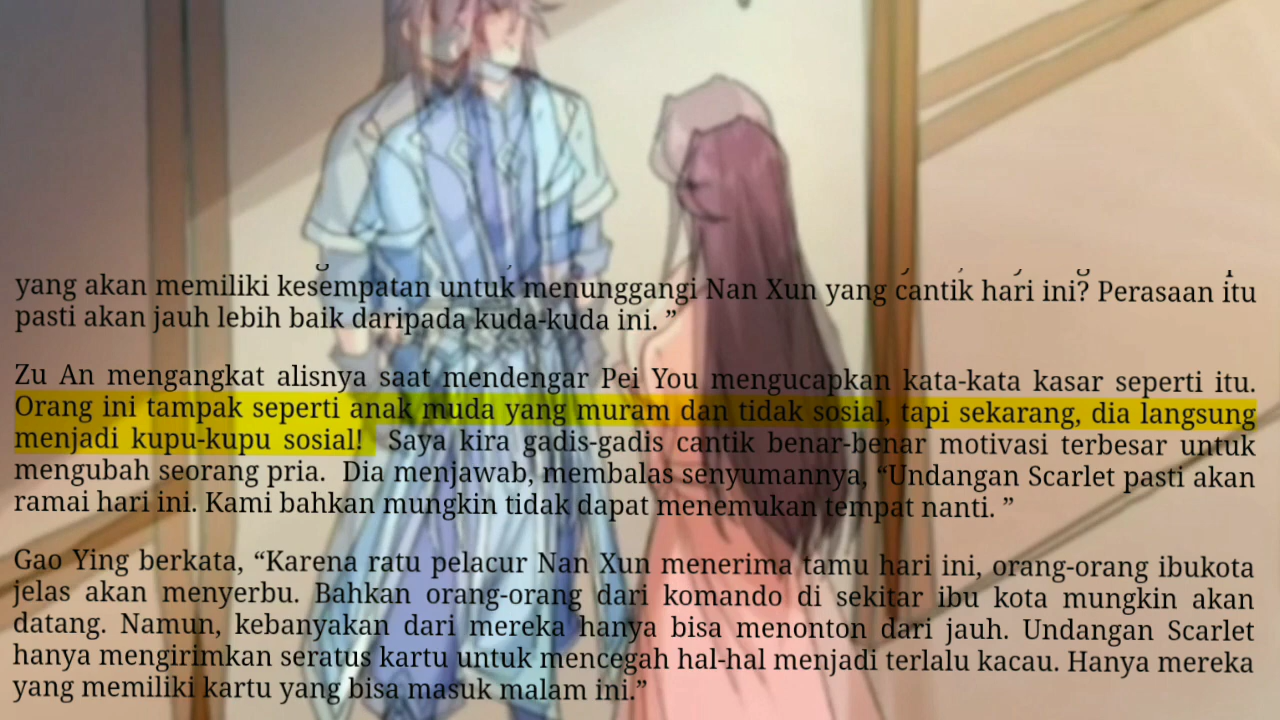 yang akan memiliki kesempatan untuk menunggangi Nan Xun yang cantik hari ini? Perasaan itu
pasti akan jauh lebih baik daripada kuda-kuda ini. ”
Zu An mengangkat alisnya saat mendengar Pei You mengucapkan kata-kata kasar seperti itu.
Orang ini tampak seperti anak muda yang muram dan tidak sosial, tapi sekarang, dia langsung
menjadi kupu-kupu sosial! Saya kira gadis-gadis cantik benar-benar motivasi terbesar untuk
mengubah seorang pria. Dia menjawab, membalas senyumannya, “Undangan Scarlet pasti akan
ramai hari ini. Kami bahkan mungkin tidak dapat menemukan tempat nanti. ”
Gao Ying berkata, “Karena ratu pelacur Nan Xun menerima tamu hari ini, orang-orang ibukota
jelas akan menyerbu. Bahkan orang-orang dari komando di sekitar ibu kota mungkin akan
datang. Namun, kebanyakan dari mereka hanya bisa menonton dari jauh. Undangan Scarlet
hanya mengirimkan seratus kartu untuk mencegah hal-hal menjadi terlalu kacau. Hanya mereka
yang memiliki kartu yang bisa masuk malam ini.”